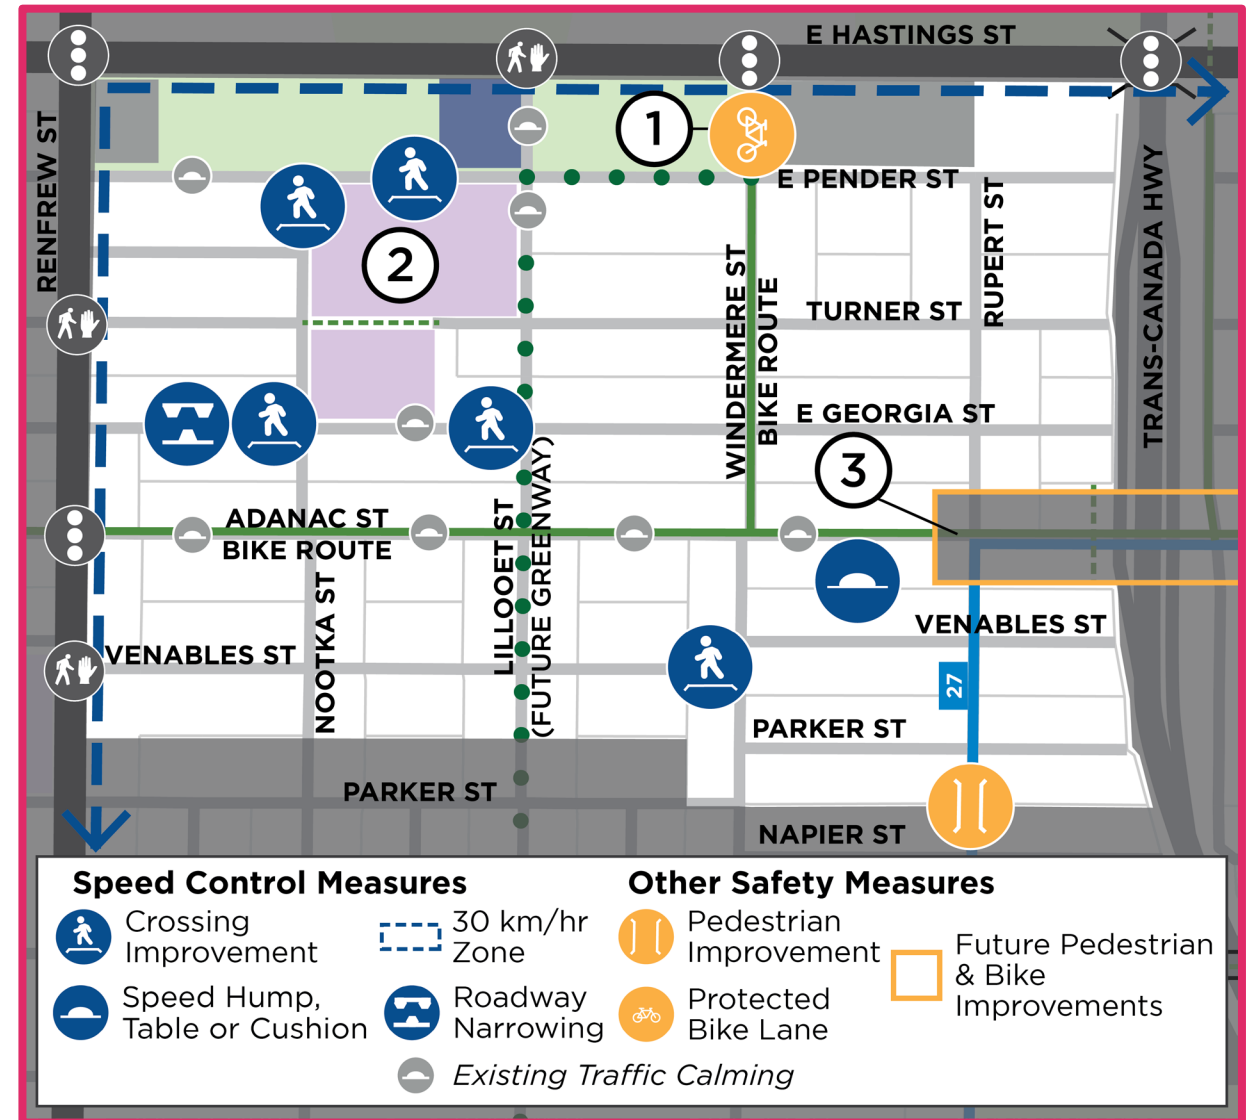 E HASTINGS ST
RENFREW ST
1
E PENDER ST
RUPERT ST
TRANS-CANADA HWY
2
WINDERMERE ST
BIKE ROUTE
TURNER ST
E GEORGIA ST
3
ADANAC ST
BIKE ROUTE
LILLOOET ST
(FUTURE GREENWAY)
NOOTKA ST
VENABLES ST
VENABLES ST
27
PARKER ST
PARKER ST
NAPIER ST
Speed Control Measures
Crossing
Improvement
30 km/hr
Zone
Speed Hump,
Table or Cushion
Roadway
Narrowing
Existing Traffic Calming
Other Safety Measures
Pedestrian
Improvement
Protected
Bike Lane
Future Pedestrian
& Bike
Improvements